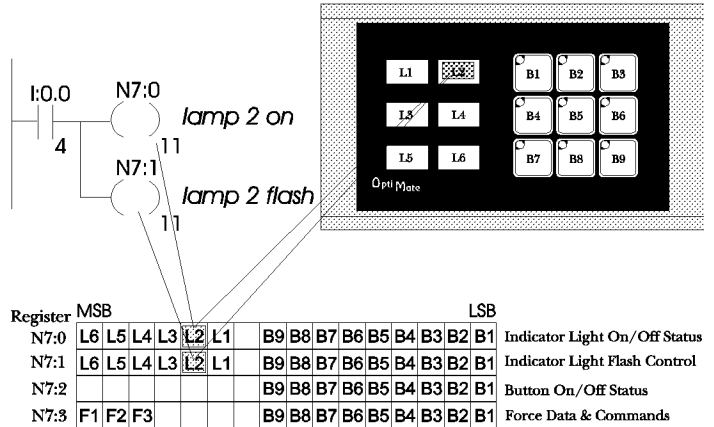 I:0.0
4
N7:0
11
lamp 2 on
N7:1
11
lamp 2 flash
L1 L2 B1 B2 B3
L3 L4 B4 B5 B6
L5 L6 B7 B8 B9
Opti Mate
Register MSB LSB
N7:0 L6 L5 L4 L3 L2 L1 B9 B8 B7 B6 B5 B4 B3 B2 B1 Indicator Light On/Off Status
N7:1 L6 L5 L4 L3 L2 L1 B9 B8 B7 B6 B5 B4 B3 B2 B1 Indicator Light Flash Control
N7:2 B9 B8 B7 B6 B5 B4 B3 B2 B1 Button On/Off Status
N7:3 F1 F2 F3 B9 B8 B7 B6 B5 B4 B3 B2 B1 Force Data & Commands